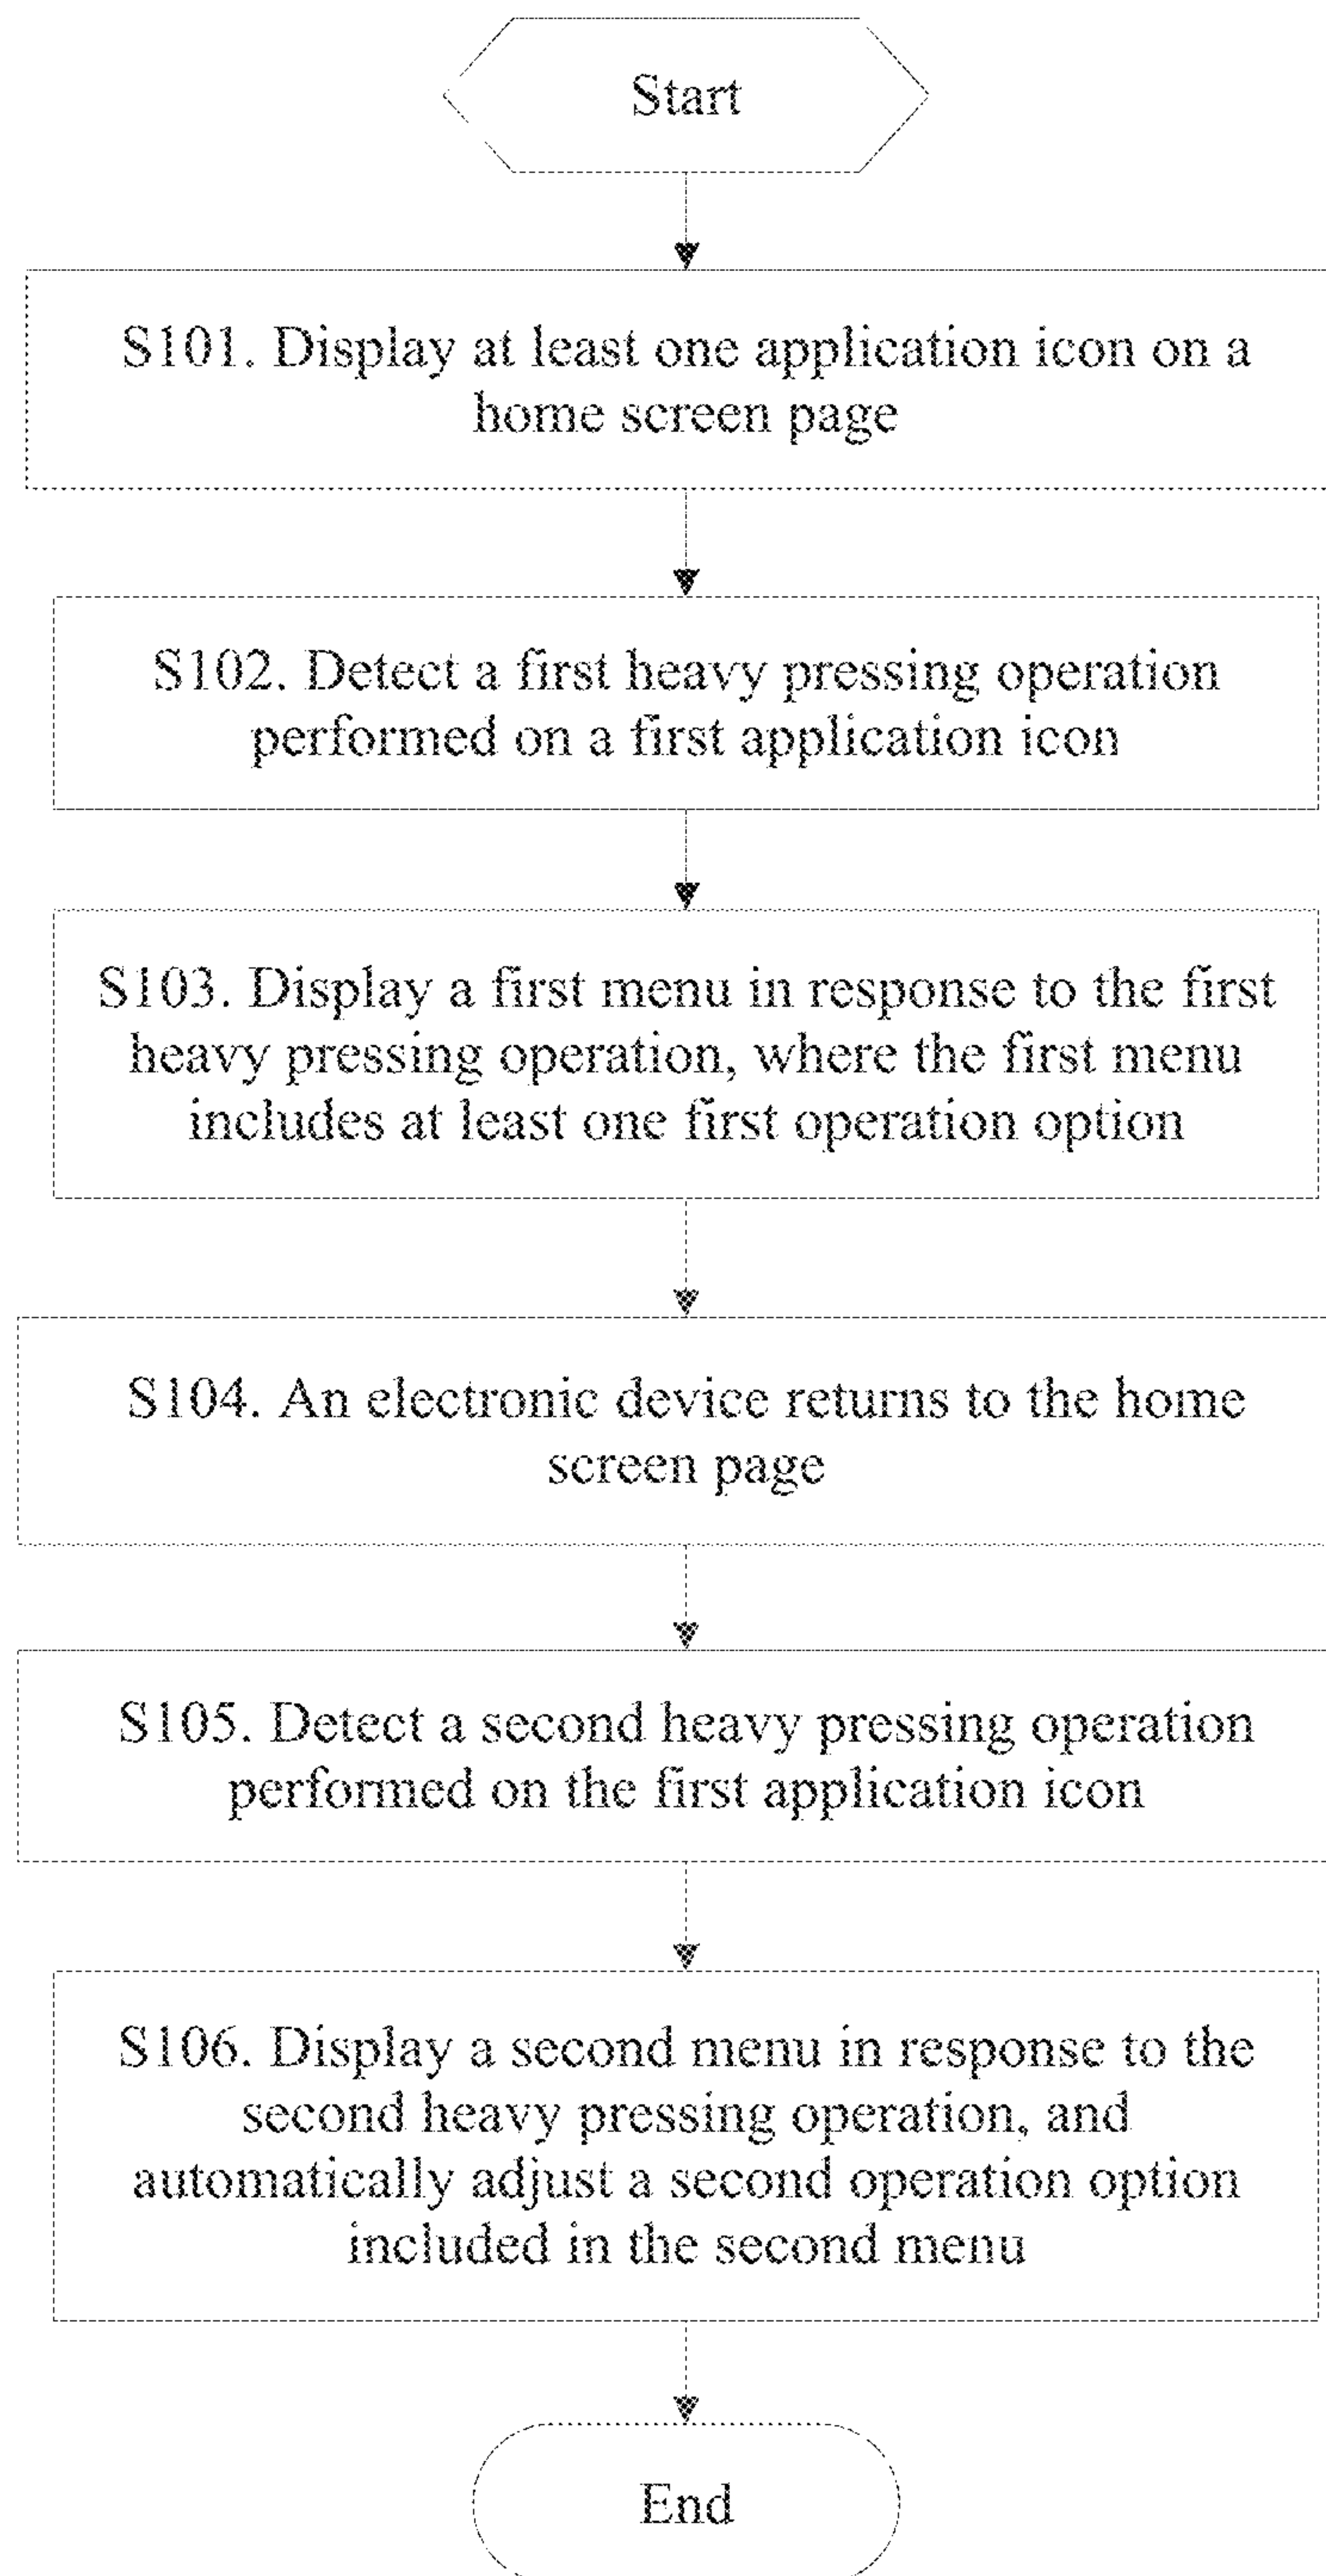 Start
S101. Display at least one application icon on a
home screen page
S102. Detect a first heavy pressing operation
performed on a first application icon
S103. Display a first menu in response to the first
heavy pressing operation, where the first menu
includes at least one first operation option
S104. An electronic device returns to the home
screen page
S105. Detect a second heavy pressing operation
performed on the first application icon
S106. Display a second menu in response to the
second heavy pressing operation, and
automatically adjust a second operation option
included in the second menu
End